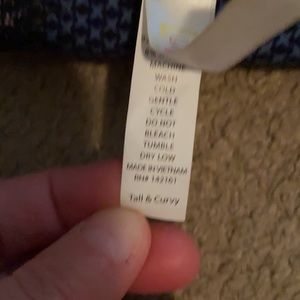 MACHINE
WASH
COLD
GENTLE
CYCLE
DO NOT
BLEACH
TUMBLE
DRY LOW
MADE IN VIETNAM
RN# 142161
Tall & Curvy